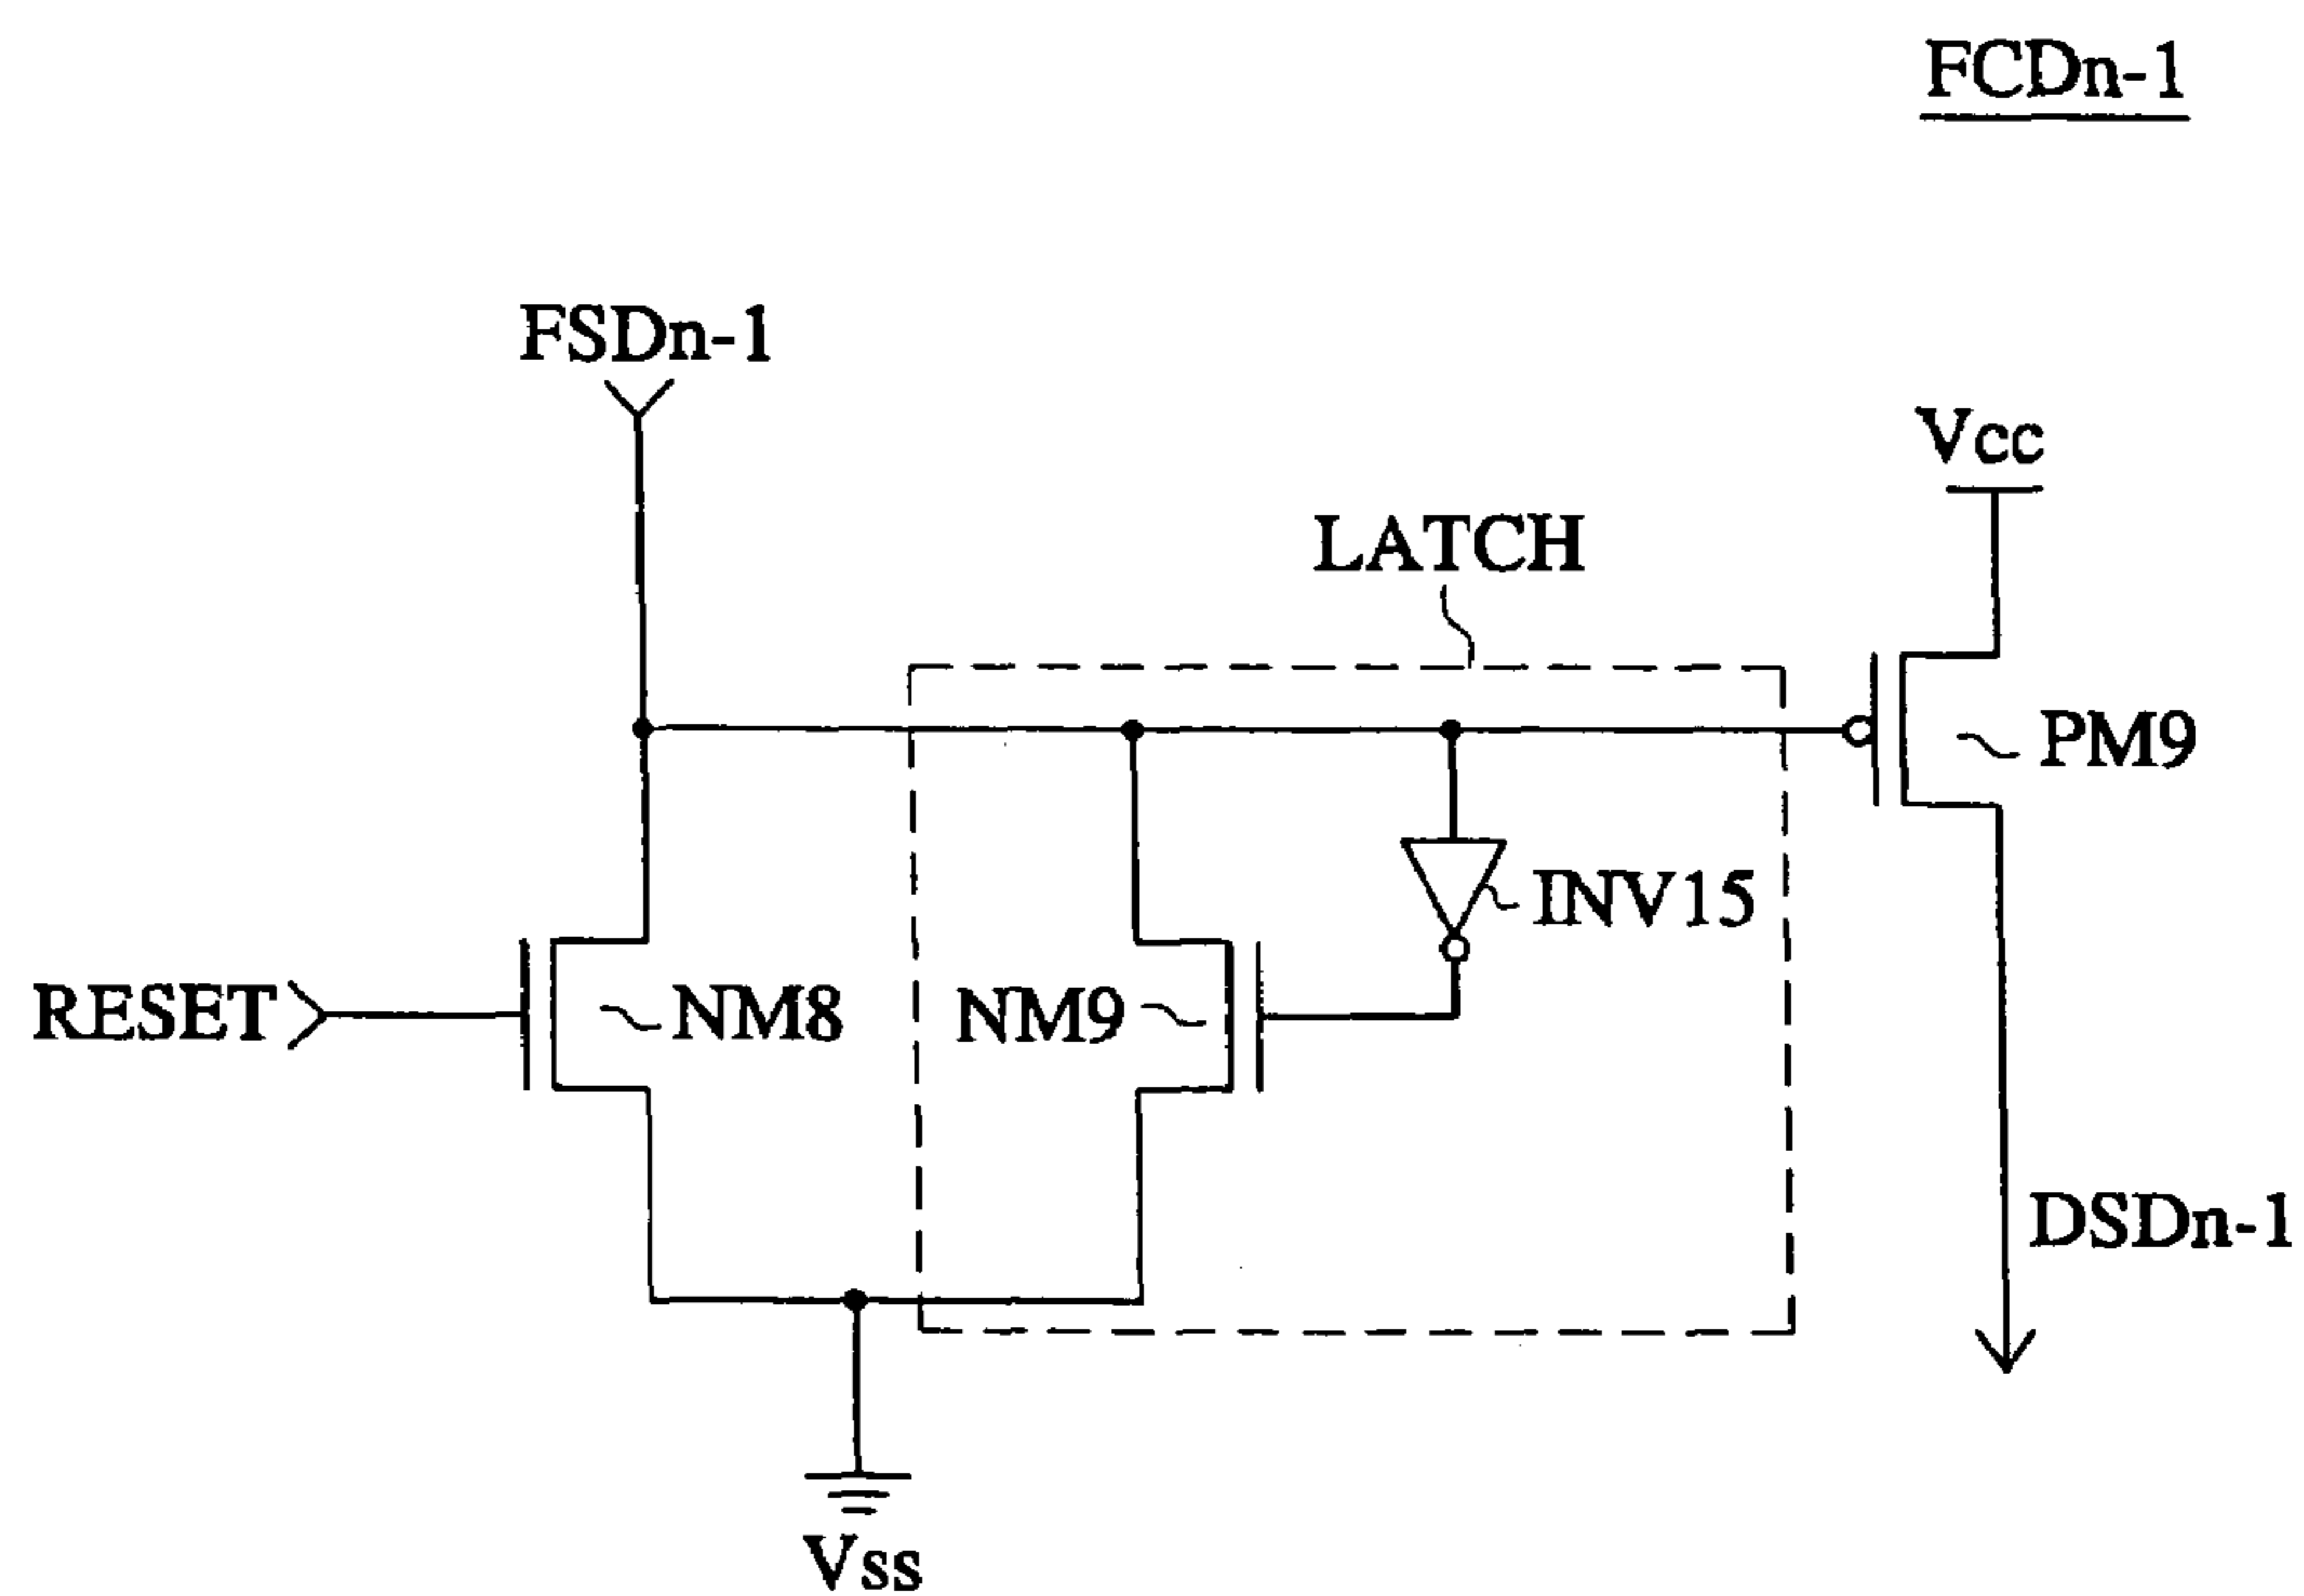 FCDn-1
FSDn-1
Vcc
LATCH
PM9
INV15
RESET
NM8
NM9
DSDn-1
Vss